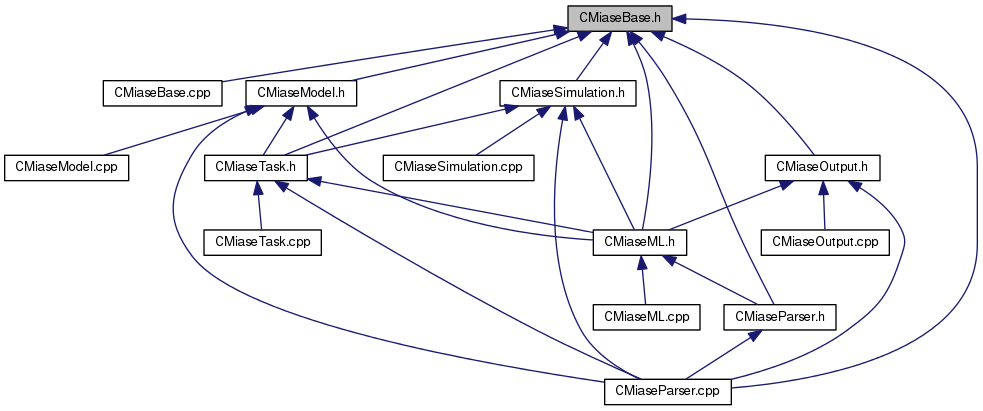 CMiaseBase.h
CMiaseBase.cpp
CMiaseModel.h
CMiaseSimulation.h
CMiaseModel.cpp
CMiaseTask.h
CMiaseSimulation.cpp
CMiaseOutput.h
CMiaseTask.cpp
CMiaseML.h
CMiaseOutput.cpp
CMiaseML.cpp
CMiaseParser.h
CMiaseParser.cpp